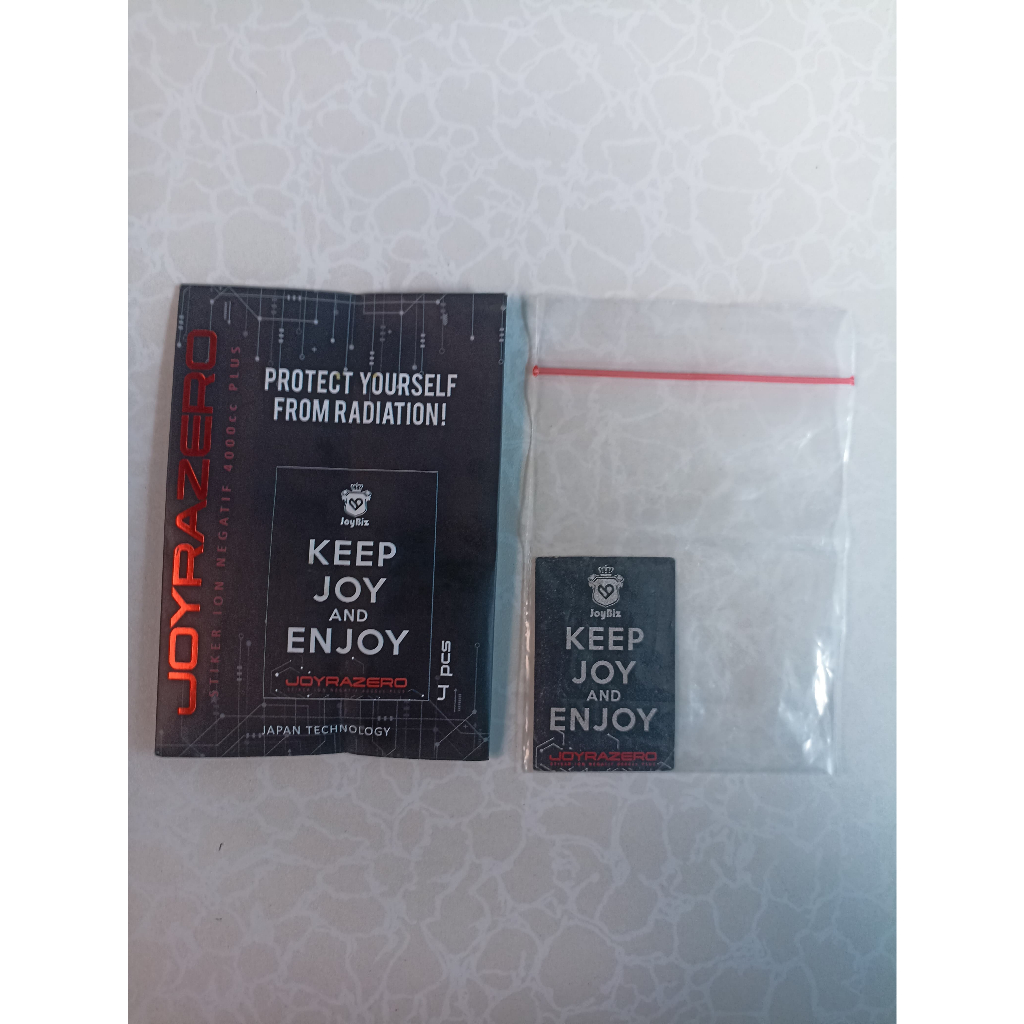 JOYRAZERO
STIKER ION NEGATIF 4000cc PLUS
PROTECT YOURSELF
FROM RADIATION!
JoyBiz
KEEP
JOY
AND
ENJOY
JOYRAZERO
4 pcs
JAPAN TECHNOLOGY
JoyBiz
KEEP
JOY
AND
ENJOY
JOYRAZERO